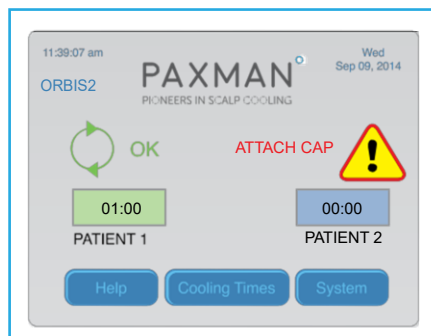 11:39:07 am
Wed
Sep 09, 2014
ORBIS2
PAXMAN
PIONEERS IN SCALP COOLING
OK
ATTACH CAP
!
01:00
00:00
PATIENT 1
PATIENT 2
Help
Cooling Times
System